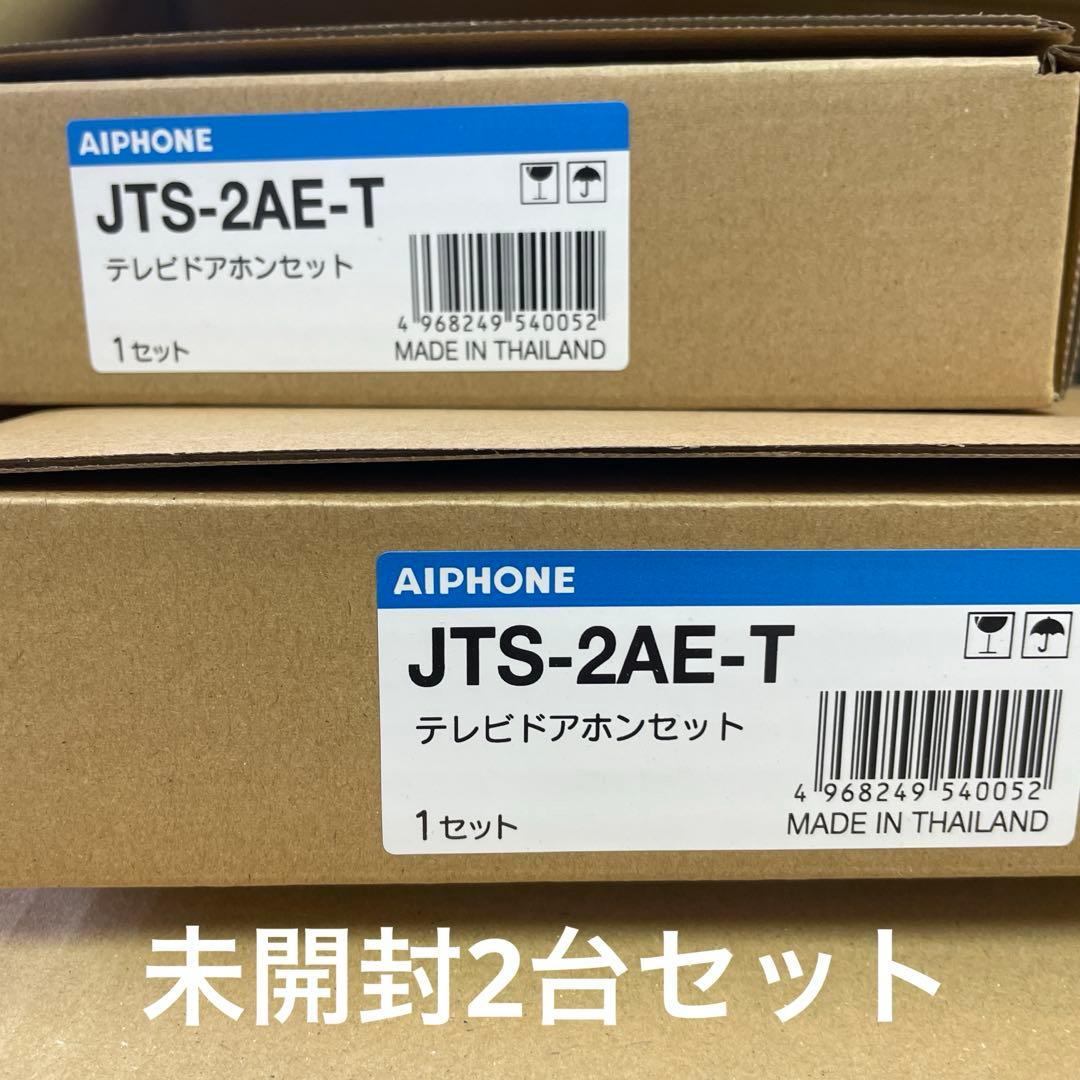 AIPHONE
JTS-2AE-T
テレビドアホンセット
4 968249 540052
1セット
MADE IN THAILAND
AIPHONE
JTS-2AE-T
テレビドアホンセット
4 968249 540052
1セット
MADE IN THAILAND
未開封2台セット